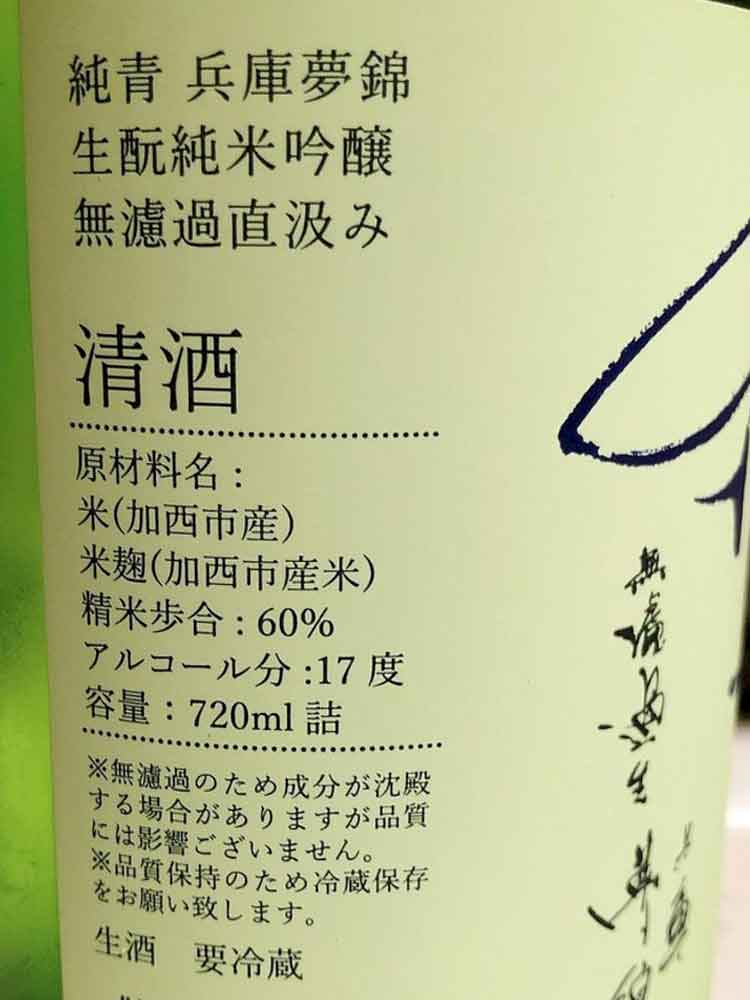 純青 兵庫夢錦
生酛純米吟醸
無濾過直汲み
清酒
原材料名:
米(加西市産)
米麹(加西市産米)
精米歩合:60%
アルコール分:17度
容量:720ml詰
※無濾過のため成分が沈殿
する場合がありますが品質
には影響ございません。
※品質保持のため冷蔵保存
をお願い致します。
生酒 要冷蔵